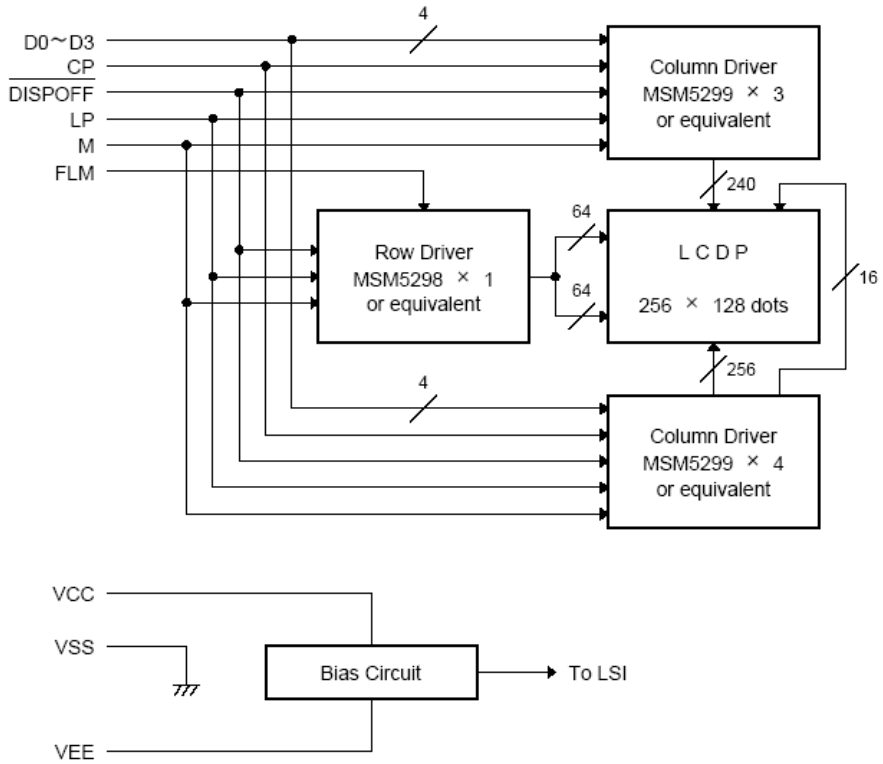 4
D0～D3
CP
DISPOFF
LP
M
FLM
Column Driver
MSM5299 × 3
or equivalent
240
64
Row Driver
MSM5298 × 1
or equivalent
64
L C D P
256 × 128 dots
16
256
4
Column Driver
MSM5299 × 4
or equivalent
VCC
VSS
Bias Circuit
To LSI
VEE